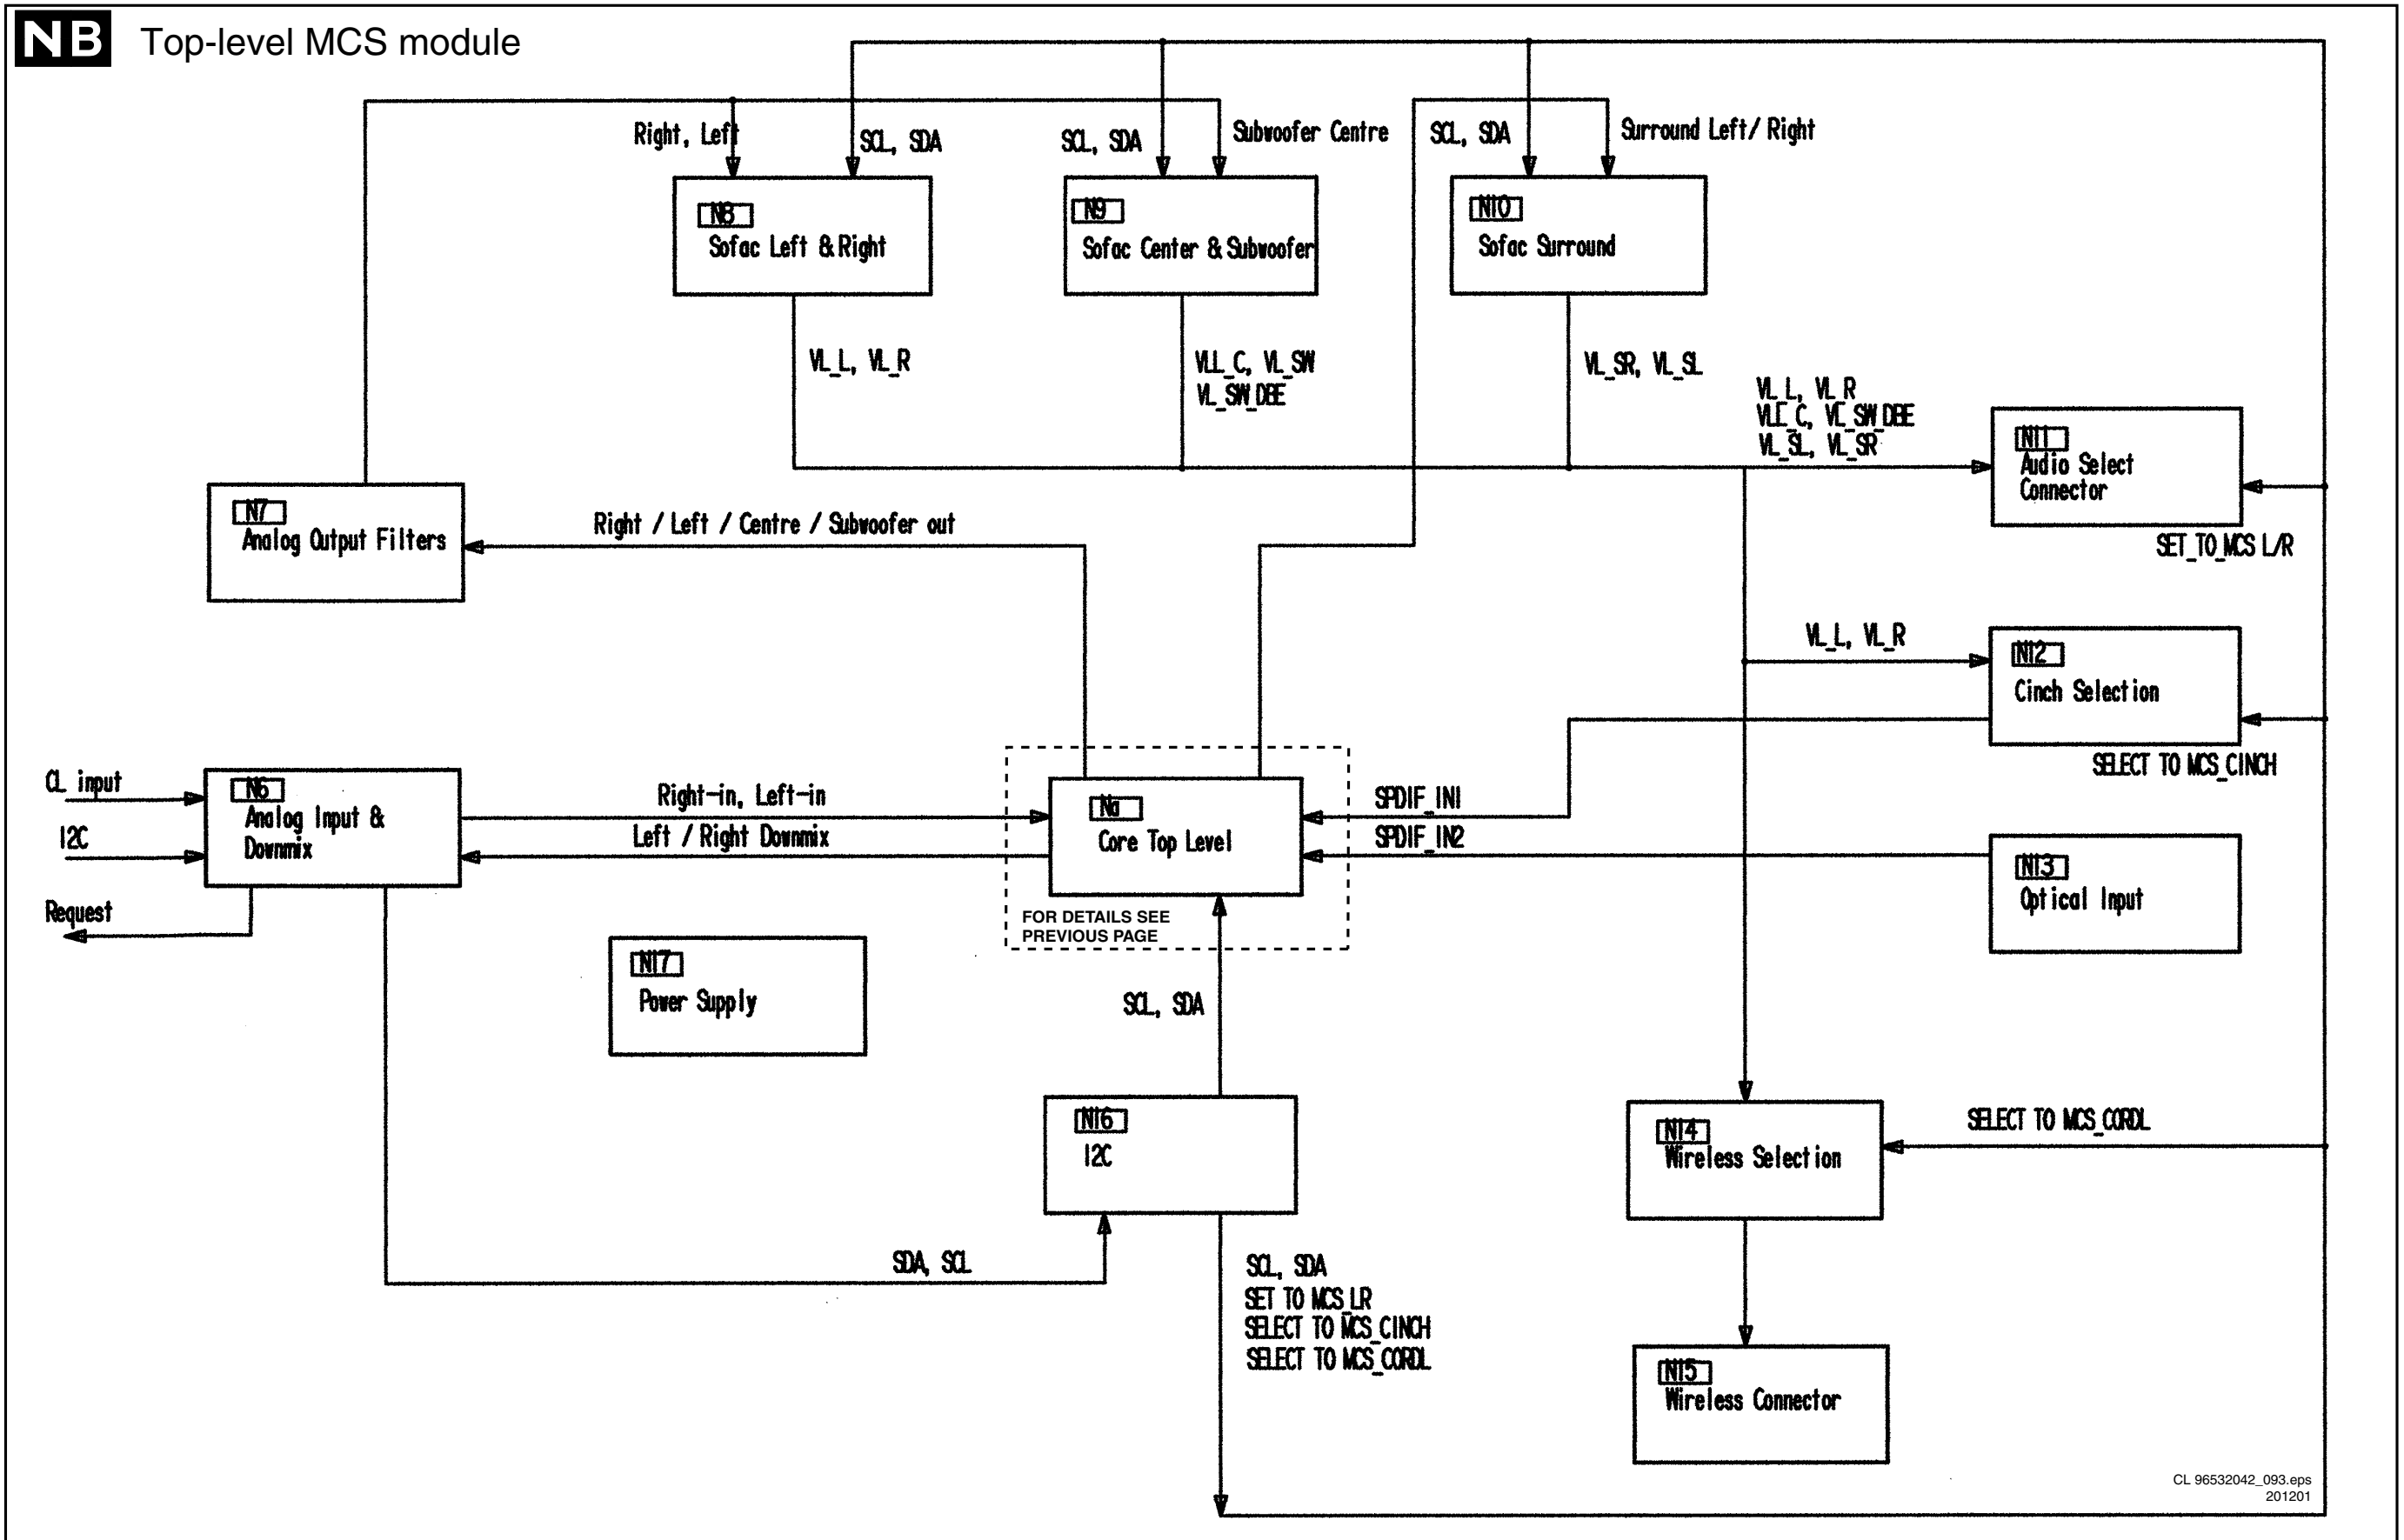 NB Top-level MCS module
Right, Left
SCL, SDA
SCL, SDA
Subwoofer Centre
SCL, SDA
Surround Left/ Right
N8
Sofac Left & Right
N9
Sofac Center & Subwoofer
N10
Sofac Surround
VL_L, VL_R
VLL_C, VL_SW
VL_SW_DBE
VL_SR, VL_SL
VL_L, VL_R
VLL_C, VL_SW_DBE
VL_SL, VL_SR
N11
Audio Select
Connector
SET_TO_MCS L/R
N7
Analog Output Filters
Right / Left / Centre / Subwoofer out
VL_L, VL_R
N12
Cinch Selection
SELECT TO MCS_CINCH
CL input
I2C
Request
N6
Analog Input &
Downmix
Right-in, Left-in
Left / Right Downmix
Na
Core Top Level
FOR DETAILS SEE
PREVIOUS PAGE
SPDIF_IN1
SPDIF_IN2
N13
Optical Input
N17
Power Supply
SCL, SDA
N16
I2C
N14
Wireless Selection
SELECT TO MCS_CORDL
SDA, SCL
SCL, SDA
SET TO MCS_LR
SELECT TO MCS_CINCH
SELECT TO MCS_CORDL
N15
Wireless Connector
CL 96532042_093.eps
201201